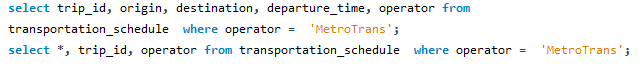 select trip_id, origin, destination, departure_time, operator from
transportation_schedule  where operator =  'MetroTrans';
select *, trip_id, operator from transportation_schedule  where operator =  'MetroTrans';